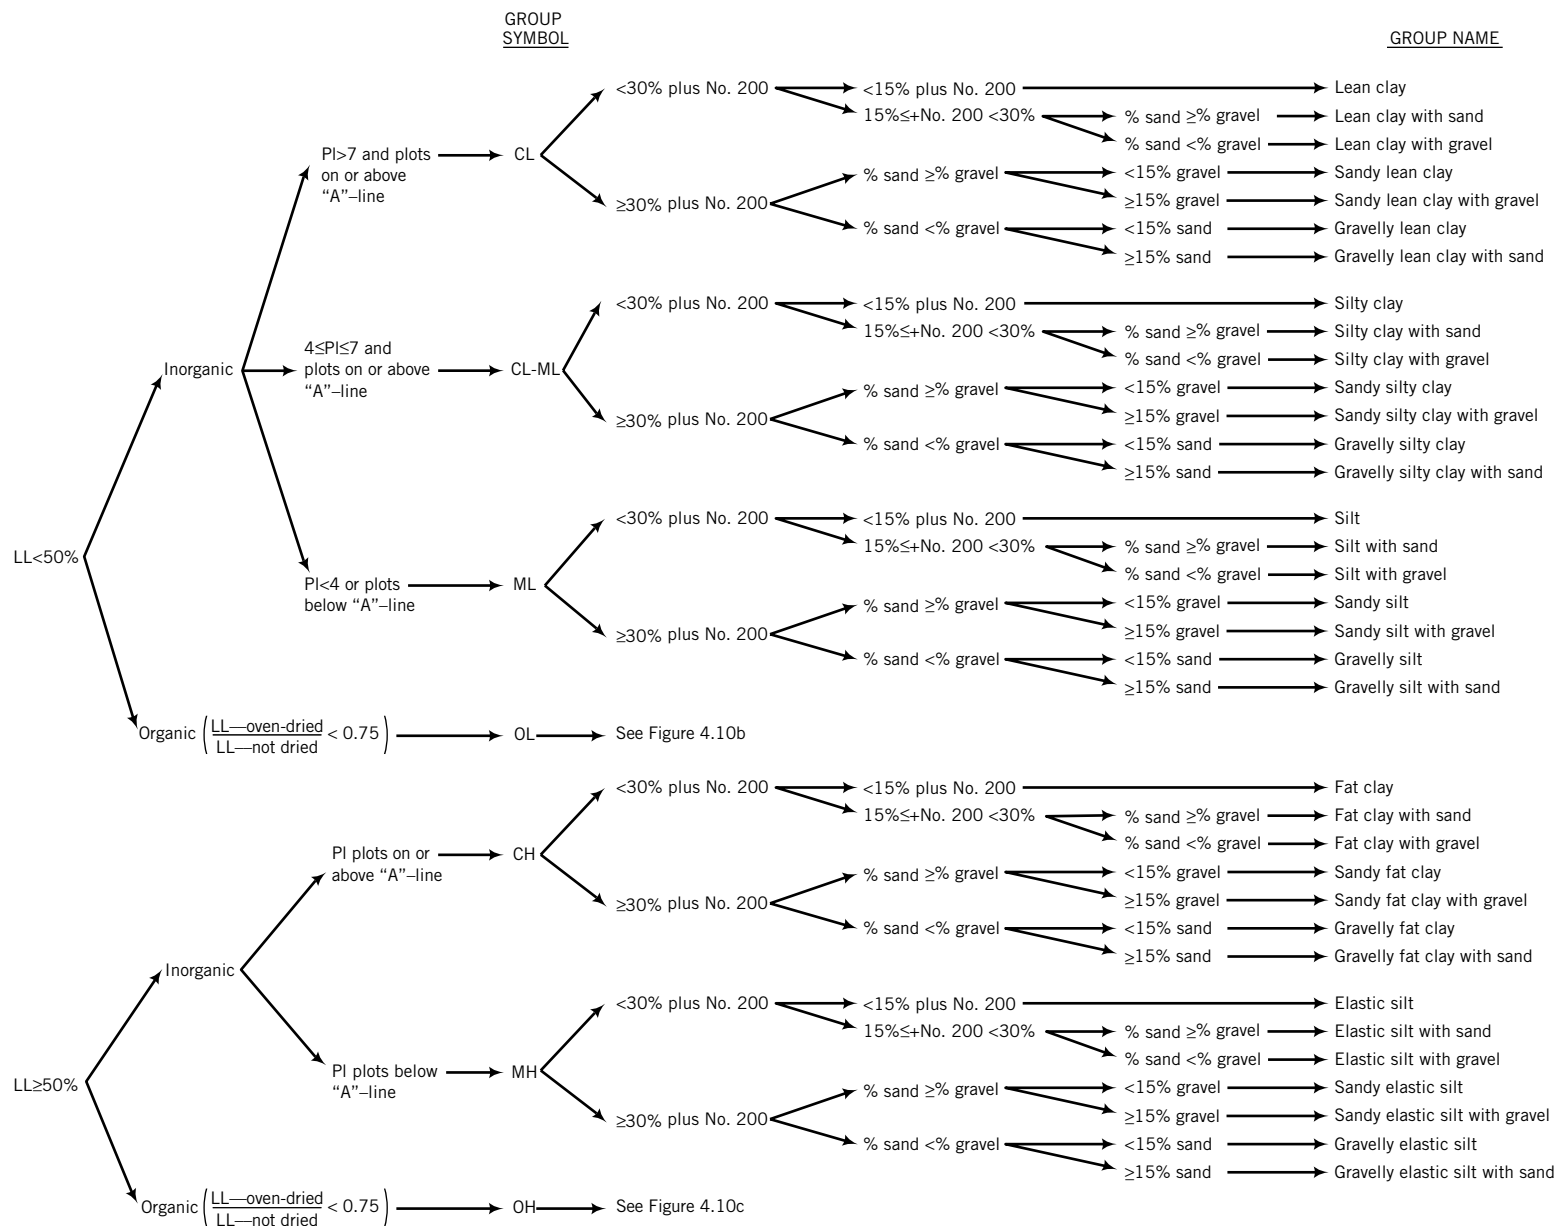 GROUP
SYMBOL
GROUP NAME
<30% plus No. 200
<15% plus No. 200
Lean clay
15%≤+No. 200 <30%
% sand ≥% gravel
Lean clay with sand
% sand <% gravel
Lean clay with gravel
PI>7 and plots
on or above
“A”–line
CL
≥30% plus No. 200
% sand ≥% gravel
<15% gravel
Sandy lean clay
≥15% gravel
Sandy lean clay with gravel
% sand <% gravel
<15% sand
Gravelly lean clay
≥15% sand
Gravelly lean clay with sand
<30% plus No. 200
<15% plus No. 200
Silty clay
15%≤+No. 200 <30%
% sand ≥% gravel
Silty clay with sand
% sand <% gravel
Silty clay with gravel
Inorganic
4≤PI≤7 and
plots on or above
“A”–line
CL-ML
≥30% plus No. 200
% sand ≥% gravel
<15% gravel
Sandy silty clay
≥15% gravel
Sandy silty clay with gravel
% sand <% gravel
<15% sand
Gravelly silty clay
≥15% sand
Gravelly silty clay with sand
LL<50%
<30% plus No. 200
<15% plus No. 200
Silt
15%≤+No. 200 <30%
% sand ≥% gravel
Silt with sand
% sand <% gravel
Silt with gravel
PI<4 or plots
below “A”–line
ML
≥30% plus No. 200
% sand ≥% gravel
<15% gravel
Sandy silt
≥15% gravel
Sandy silt with gravel
% sand <% gravel
<15% sand
Gravelly silt
≥15% sand
Gravelly silt with sand
Organic (LL—oven-dried / LL—not dried < 0.75)
OL
See Figure 4.10b
<30% plus No. 200
<15% plus No. 200
Fat clay
15%≤+No. 200 <30%
% sand ≥% gravel
Fat clay with sand
% sand <% gravel
Fat clay with gravel
PI plots on or
above “A”–line
CH
≥30% plus No. 200
% sand ≥% gravel
<15% gravel
Sandy fat clay
≥15% gravel
Sandy fat clay with gravel
% sand <% gravel
<15% sand
Gravelly fat clay
≥15% sand
Gravelly fat clay with sand
Inorganic
<30% plus No. 200
<15% plus No. 200
Elastic silt
15%≤+No. 200 <30%
% sand ≥% gravel
Elastic silt with sand
% sand <% gravel
Elastic silt with gravel
LL≥50%
PI plots below
“A”–line
MH
≥30% plus No. 200
% sand ≥% gravel
<15% gravel
Sandy elastic silt
≥15% gravel
Sandy elastic silt with gravel
% sand <% gravel
<15% sand
Gravelly elastic silt
≥15% sand
Gravelly elastic silt with sand
Organic (LL—oven-dried / LL—not dried < 0.75)
OH
See Figure 4.10c